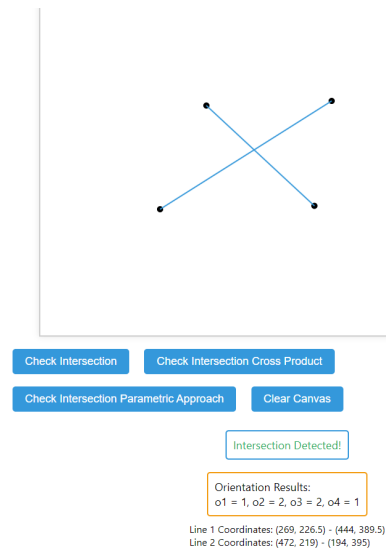 Check Intersection
Check Intersection Cross Product
Check Intersection Parametric Approach
Clear Canvas
Intersection Detected!
Orientation Results:
o1 = 1, o2 = 2, o3 = 2, o4 = 1
Line 1 Coordinates: (269, 226.5) - (444, 389.5)
Line 2 Coordinates: (472, 219) - (194, 395)